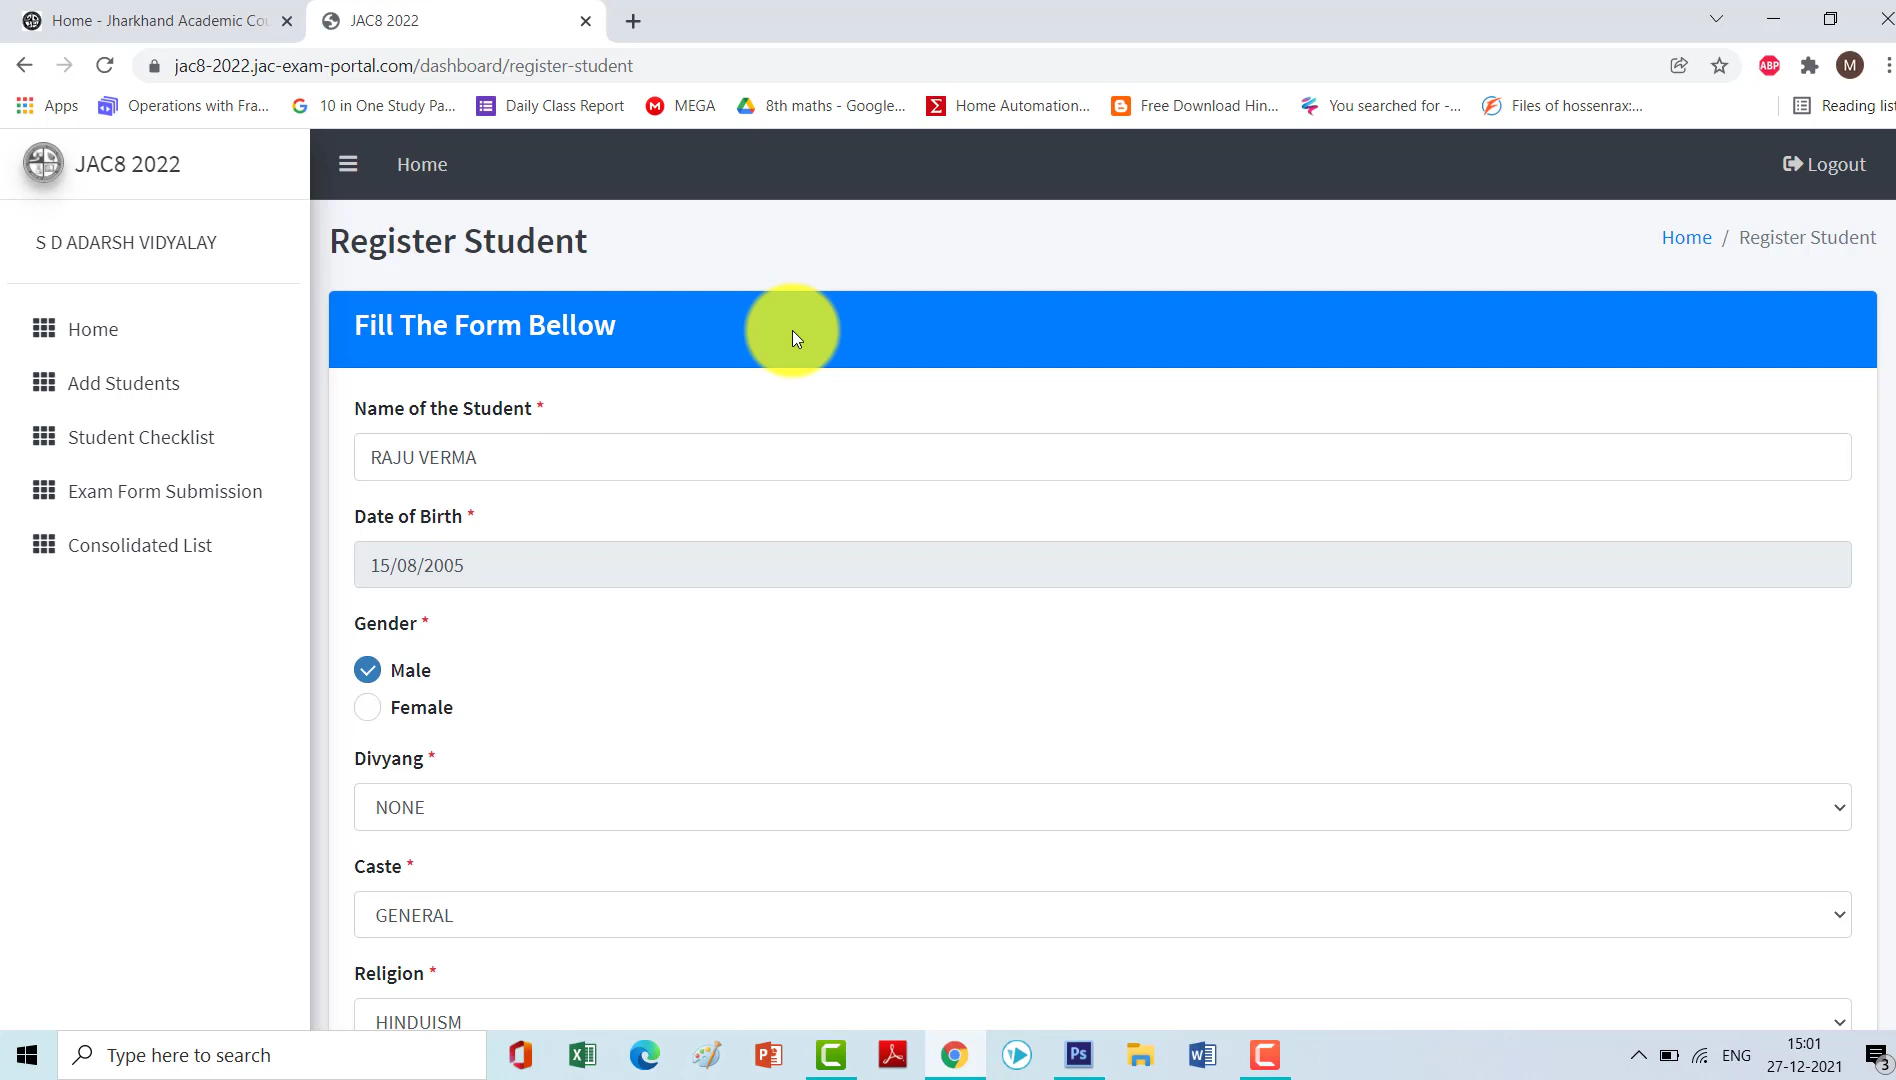 Home - Jharkhand Academic Cou
JAC8 2022
jac8-2022.jac-exam-portal.com/dashboard/register-student
ABP
M
Apps
Operations with Fra...
10 in One Study Pa...
Daily Class Report
MEGA
8th maths - Google...
Home Automation...
Free Download Hin...
You searched for -...
Files of hossenrax:...
Reading list
JAC8 2022
Home
Logout
S D ADARSH VIDYALAY
Home
Add Students
Student Checklist
Exam Form Submission
Consolidated List
Register Student
Home / Register Student
Fill The Form Bellow
Name of the Student *
RAJU VERMA
Date of Birth *
15/08/2005
Gender *
Male
Female
Divyang *
NONE
Caste *
GENERAL
Religion *
HINDUISM
Type here to search
Ps
ENG
15:01
27-12-2021
3